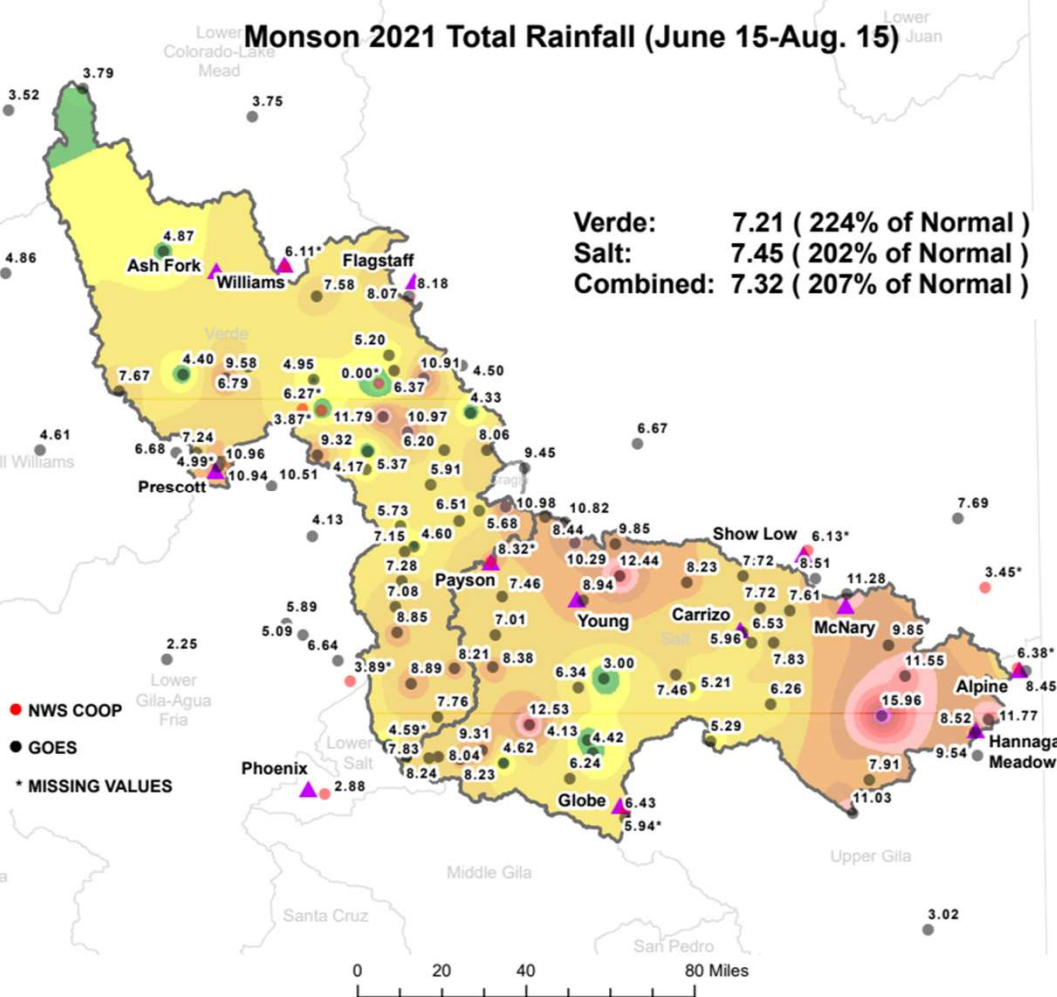 Monson 2021 Total Rainfall (June 15-Aug. 15)
Lower
Colorado-Lake
Mead
Lower
Juan
3.79
3.52
3.75
Verde: 7.21 ( 224% of Normal )
Salt: 7.45 ( 202% of Normal )
Combined: 7.32 ( 207% of Normal )
4.87
4.86
Ash Fork
6.11*
Williams
Flagstaff
7.58
8.07
8.18
Verde
5.20
7.67
4.40
9.58
6.79
4.95
0.00*
6.37
10.91
4.50
6.27*
3.87*
11.79
10.97
4.33
4.61
ll Williams
6.68
7.24
4.99*
10.96
10.94
Prescott
10.51
9.32
6.20
8.06
4.17
5.37
5.91
9.45
6.67
4.13
5.73
6.51
5.68
10.98
10.82
7.69
7.15
4.60
8.32*
8.44
9.85
Show Low
6.13*
7.28
Payson
7.46
10.29
12.44
8.23
7.72
8.51
3.45*
7.08
8.94
Young
7.72
7.61
11.28
5.89
5.09
8.85
7.01
Carrizo
6.53
McNary
Salt
5.96
9.85
2.25
6.64
3.89*
8.89
8.21
8.38
6.34
3.00
7.83
11.55
6.38*
Lower
Gila-Agua
Fria
7.46
5.21
6.26
Alpine
8.45
NWS COOP
7.76
12.53
15.96
8.52
11.77
GOES
4.59*
9.31
4.13
4.42
5.29
Hannaga
Meadow
9.54
Lower
Salt
7.83
8.04
4.62
* MISSING VALUES
Phoenix
2.88
8.24
8.23
6.24
7.91
Globe
6.43
5.94*
11.03
Middle Gila
Upper Gila
Santa Cruz
3.02
San Pedro
0 20 40 80 Miles